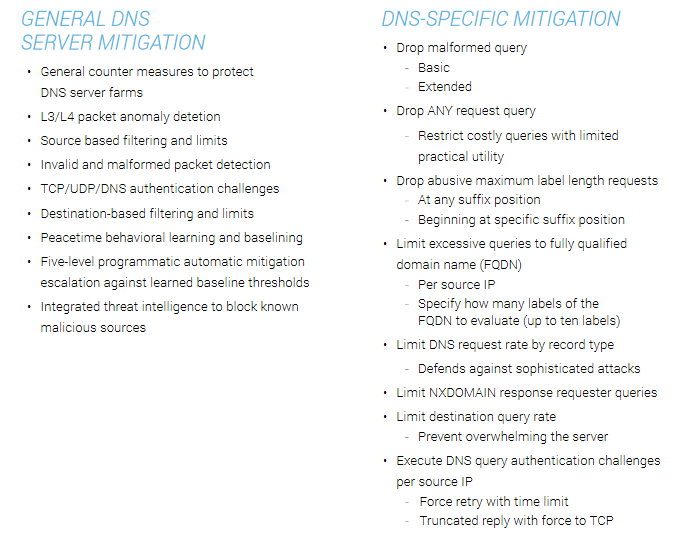 GENERAL DNS
SERVER MITIGATION
• General counter measures to protect
DNS server farms
• L3/L4 packet anomaly detetion
• Source based filtering and limits
• Invalid and malformed packet detection
• TCP/UDP/DNS authentication challenges
• Destination-based filtering and limits
• Peacetime behavioral learning and baselining
• Five-level programmatic automatic mitigation
escalation against learned baseline thresholds
• Integrated threat intelligence to block known
malicious sources
DNS-SPECIFIC MITIGATION
• Drop malformed query
- Basic
- Extended
• Drop ANY request query
- Restrict costly queries with limited
practical utility
• Drop abusive maximum label length requests
- At any suffix position
- Beginning at specific suffix position
• Limit excessive queries to fully qualified
domain name (FQDN)
- Per source IP
- Specify how many labels of the
FQDN to evaluate (up to ten labels)
• Limit DNS request rate by record type
- Defends against sophisticated attacks
• Limit NXDOMAIN response requester queries
• Limit destination query rate
- Prevent overwhelming the server
• Execute DNS query authentication challenges
per source IP
- Force retry with time limit
- Truncated reply with force to TCP